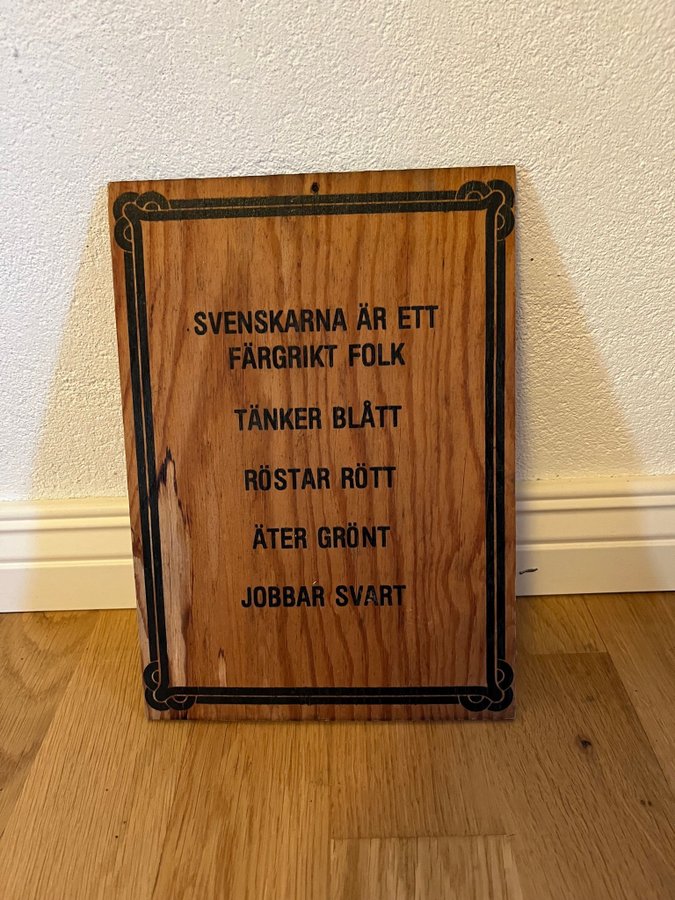 SVENSKARNA ÄR ETT
FÄRGRIKT FOLK
TÄNKER BLÅTT
RÖSTAR RÖTT
ÄTER GRÖNT
JOBBAR SVART